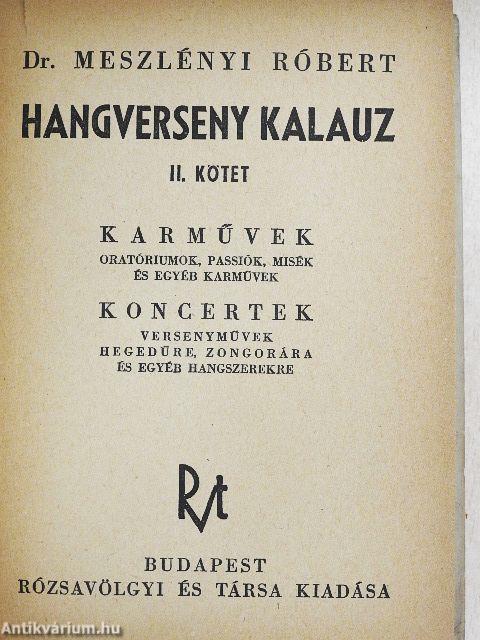 Dr. MESZLÉNYI RÓBERT
HANGVERSENY KALAUZ
II. KÖTET
KARMŰVEK
ORATÓRIUMOK, PASSIÓK, MISÉK
ÉS EGYÉB KARMŰVEK
KONCERTEK
VERSENYMŰVEK
HEGEDŰRE, ZONGORÁRA
ÉS EGYÉB HANGSZEREKRE
Rt
BUDAPEST
RÓZSAVÖLGYI ÉS TÁRSA KIADÁSA
Antikvárium.hu